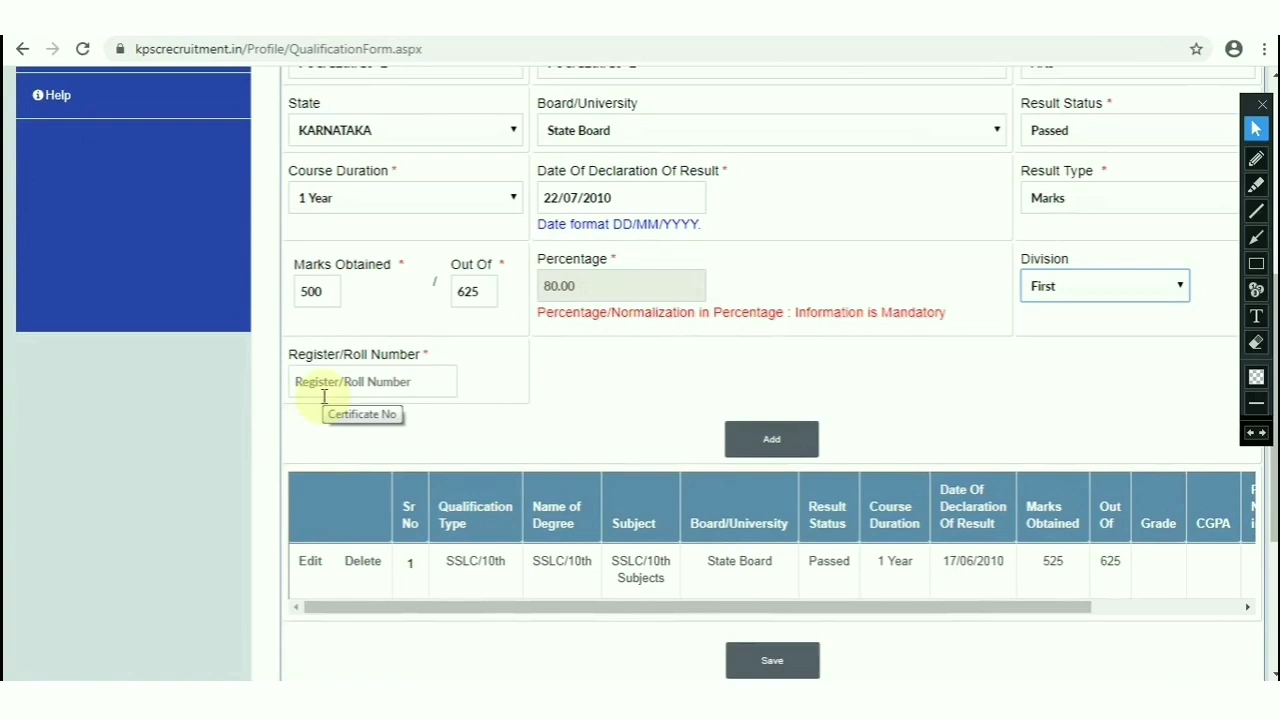 kpscrecruitment.in/Profile/QualificationForm.aspx
Help
State
Board/University
Result Status *
KARNATAKA
State Board
Passed
Course Duration *
Date Of Declaration Of Result *
Result Type *
1 Year
22/07/2010
Marks
Date format DD/MM/YYYY.
Marks Obtained *
Out Of *
Percentage *
Division
500
/
625
80.00
First
Percentage/Normalization in Percentage : Information is Mandatory
Register/Roll Number *
Register/Roll Number
Certificate No
Add
Sr No
Qualification Type
Name of Degree
Subject
Board/University
Result Status
Course Duration
Date Of Declaration Of Result
Marks Obtained
Out Of
Grade
CGPA
Edit
Delete
1
SSLC/10th
SSLC/10th
SSLC/10th Subjects
State Board
Passed
1 Year
17/06/2010
525
625
Save